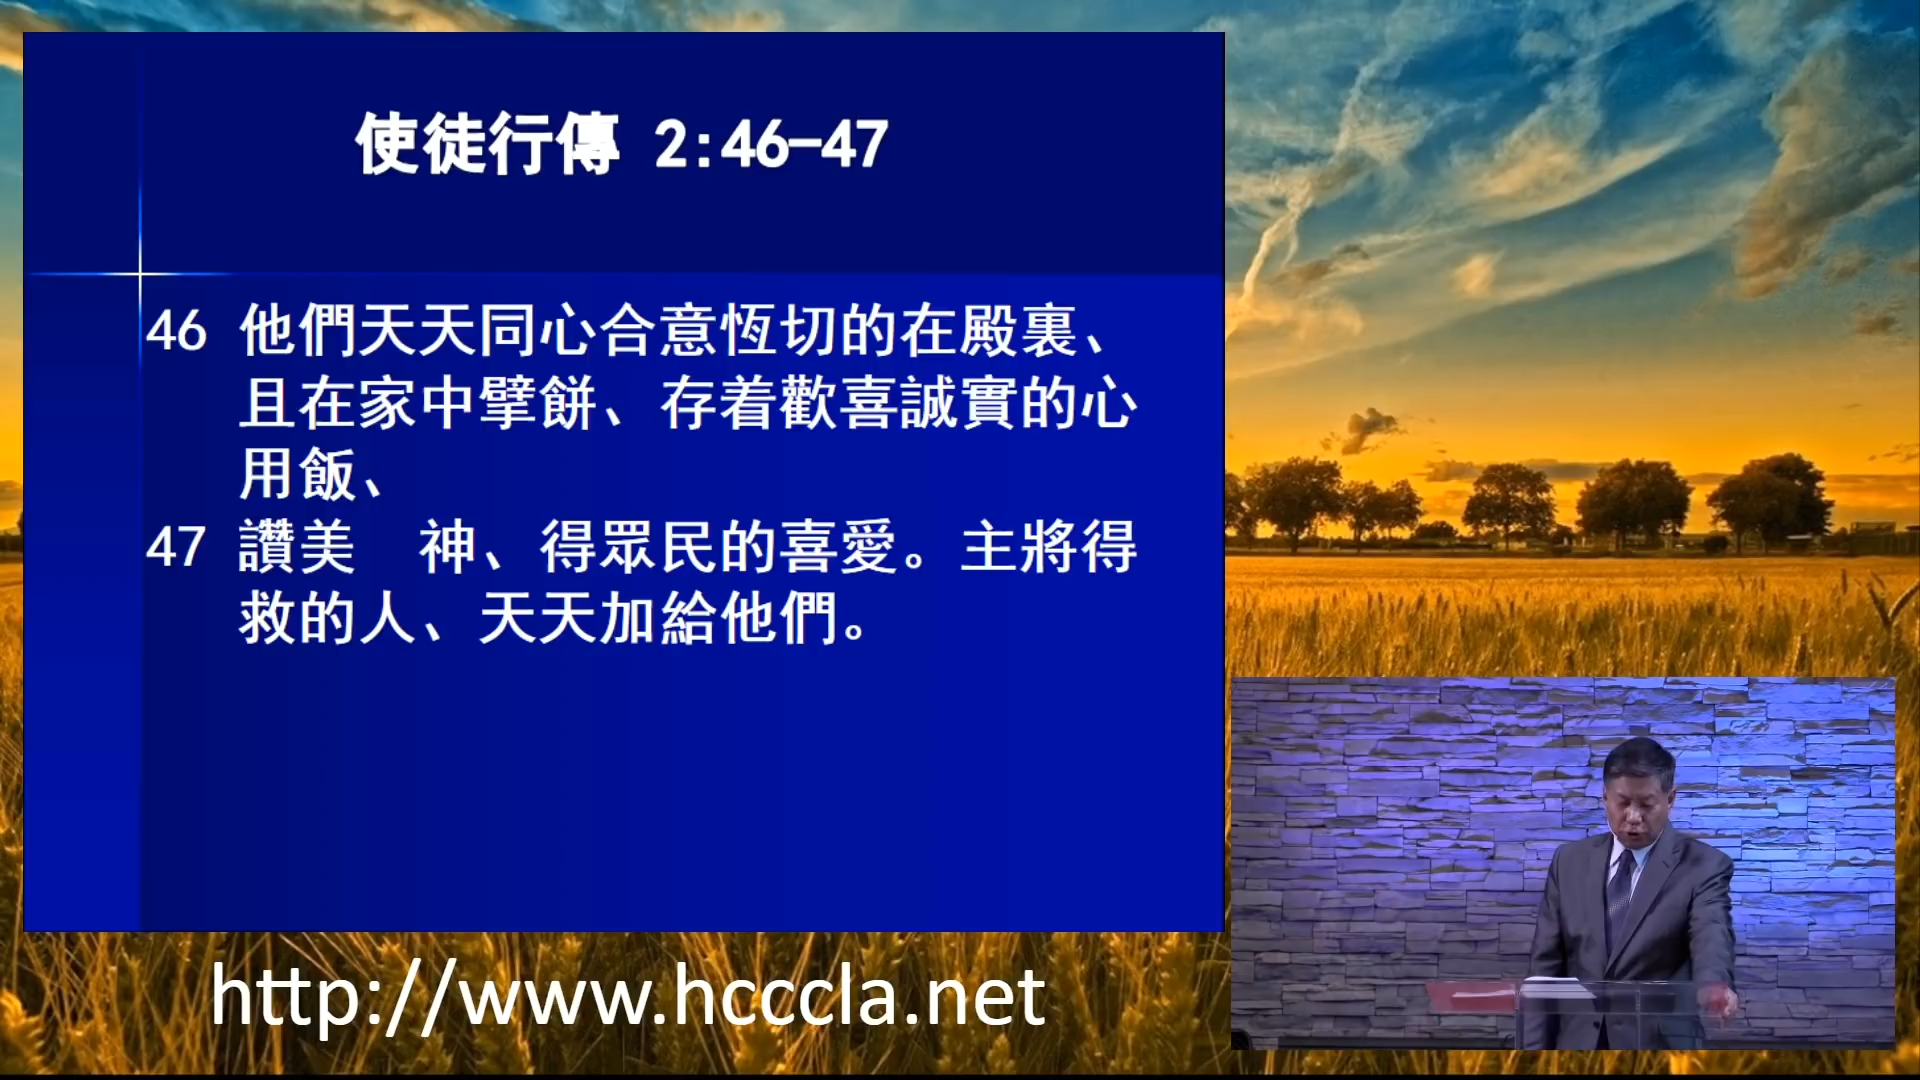 使徒行傳 2:46-47
46 他們天天同心合意恆切的在殿裏、
且在家中擘餅、存着歡喜誠實的心
用飯、
47 讚美　神、得眾民的喜愛。主將得
救的人、天天加給他們。
http://www.hcccla.net